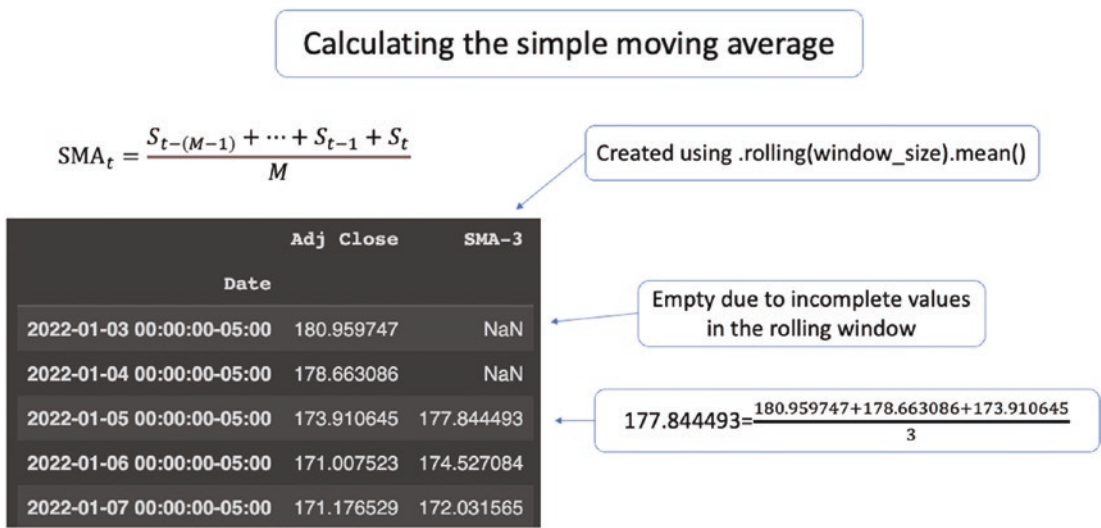 Calculating the simple moving average
SMA_t = (S_{t-(M-1)} + ⋯ + S_{t-1} + S_t) / M
Created using .rolling(window_size).mean()
Adj Close SMA-3
Date
2022-01-03 00:00:00-05:00 180.959747 NaN
2022-01-04 00:00:00-05:00 178.663086 NaN
2022-01-05 00:00:00-05:00 173.910645 177.844493
2022-01-06 00:00:00-05:00 171.007523 174.527084
2022-01-07 00:00:00-05:00 171.176529 172.031565
Empty due to incomplete values
in the rolling window
177.844493=(180.959747+178.663086+173.910645) / 3